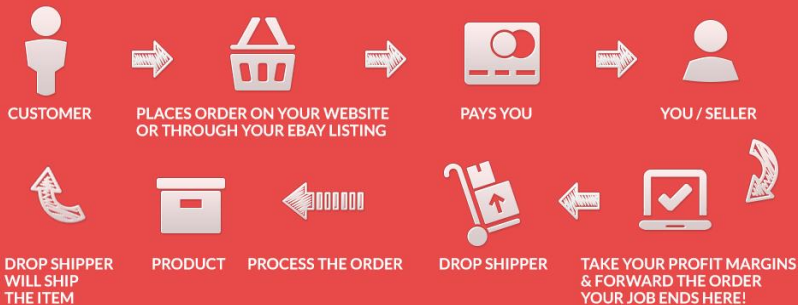 CUSTOMER
PLACES ORDER ON YOUR WEBSITE
OR THROUGH YOUR EBAY LISTING
PAYS YOU
YOU / SELLER
TAKE YOUR PROFIT MARGINS
& FORWARD THE ORDER
YOUR JOB ENDS HERE!
DROP SHIPPER
PROCESS THE ORDER
PRODUCT
DROP SHIPPER
WILL SHIP
THE ITEM